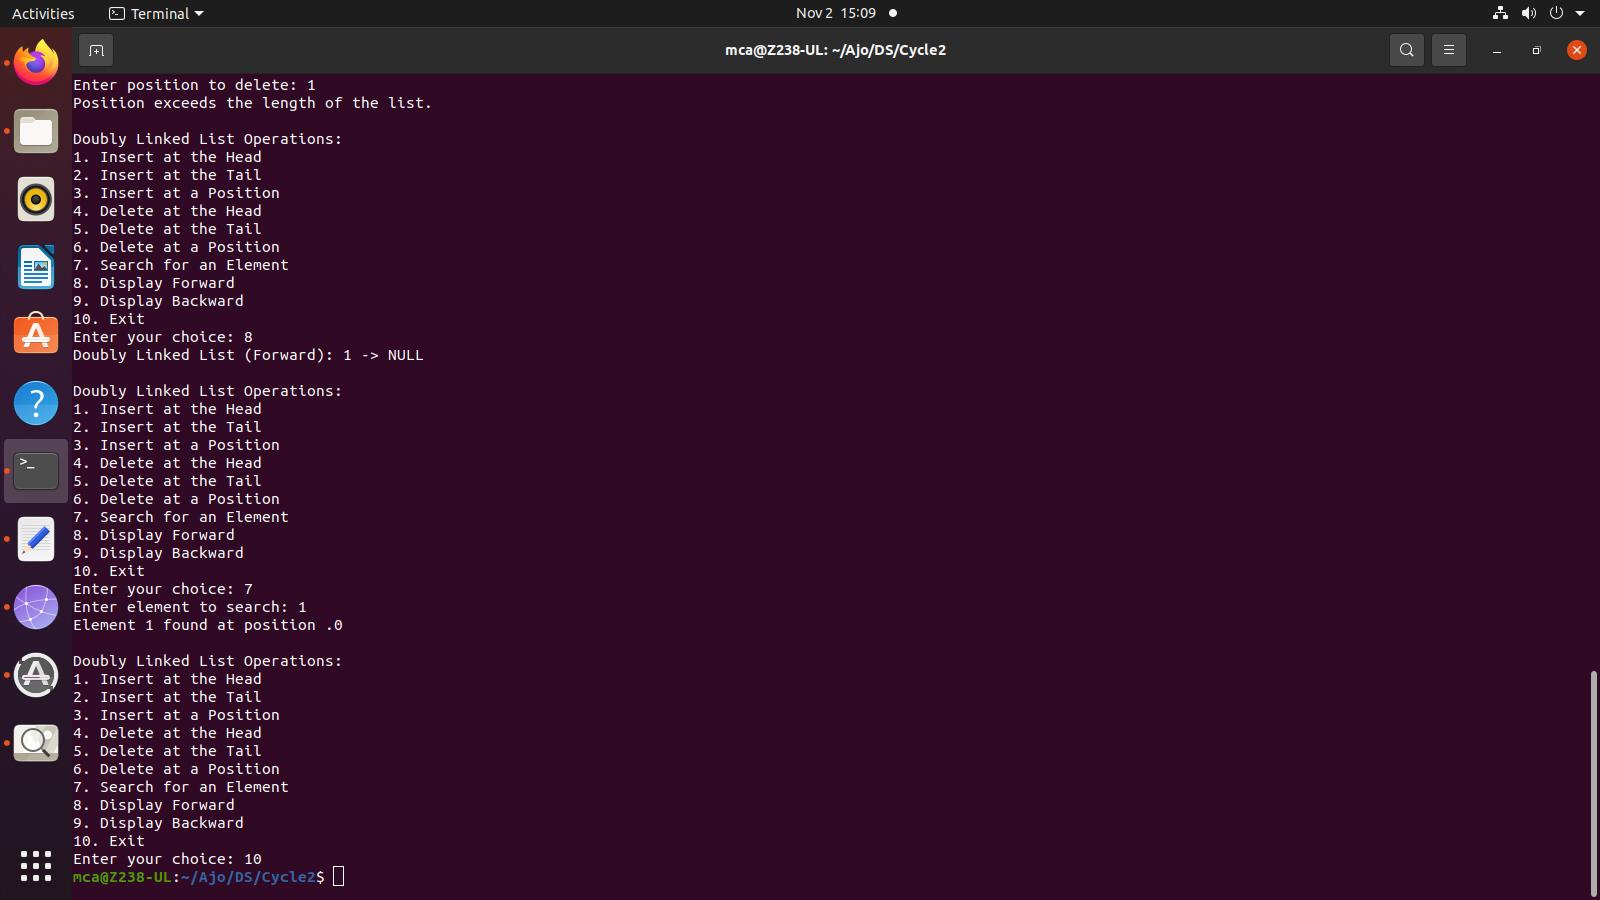 Activities
Terminal
Nov 2 15:09
mca@Z238-UL: ~/Ajo/DS/Cycle2
Enter position to delete: 1
Position exceeds the length of the list.
Doubly Linked List Operations:
1. Insert at the Head
2. Insert at the Tail
3. Insert at a Position
4. Delete at the Head
5. Delete at the Tail
6. Delete at a Position
7. Search for an Element
8. Display Forward
9. Display Backward
10. Exit
Enter your choice: 8
Doubly Linked List (Forward): 1 -> NULL
Doubly Linked List Operations:
1. Insert at the Head
2. Insert at the Tail
3. Insert at a Position
4. Delete at the Head
5. Delete at the Tail
6. Delete at a Position
7. Search for an Element
8. Display Forward
9. Display Backward
10. Exit
Enter your choice: 7
Enter element to search: 1
Element 1 found at position .0
Doubly Linked List Operations:
1. Insert at the Head
2. Insert at the Tail
3. Insert at a Position
4. Delete at the Head
5. Delete at the Tail
6. Delete at a Position
7. Search for an Element
8. Display Forward
9. Display Backward
10. Exit
Enter your choice: 10
mca@Z238-UL:~/Ajo/DS/Cycle2$